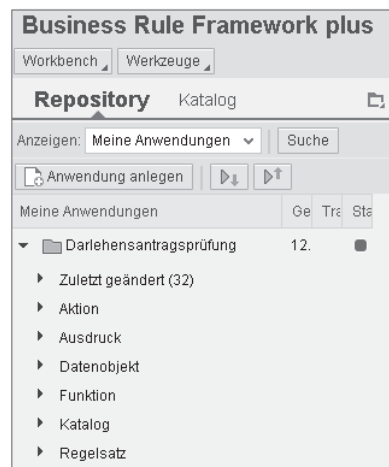 Business Rule Framework plus
Workbench Werkzeuge
Repository Katalog
Anzeigen: Meine Anwendungen Suche
Anwendung anlegen
Meine Anwendungen Ge Tra Sta
Darlehensantragsprüfung 12.
Zuletzt geändert (32)
Aktion
Ausdruck
Datenobjekt
Funktion
Katalog
Regelsatz